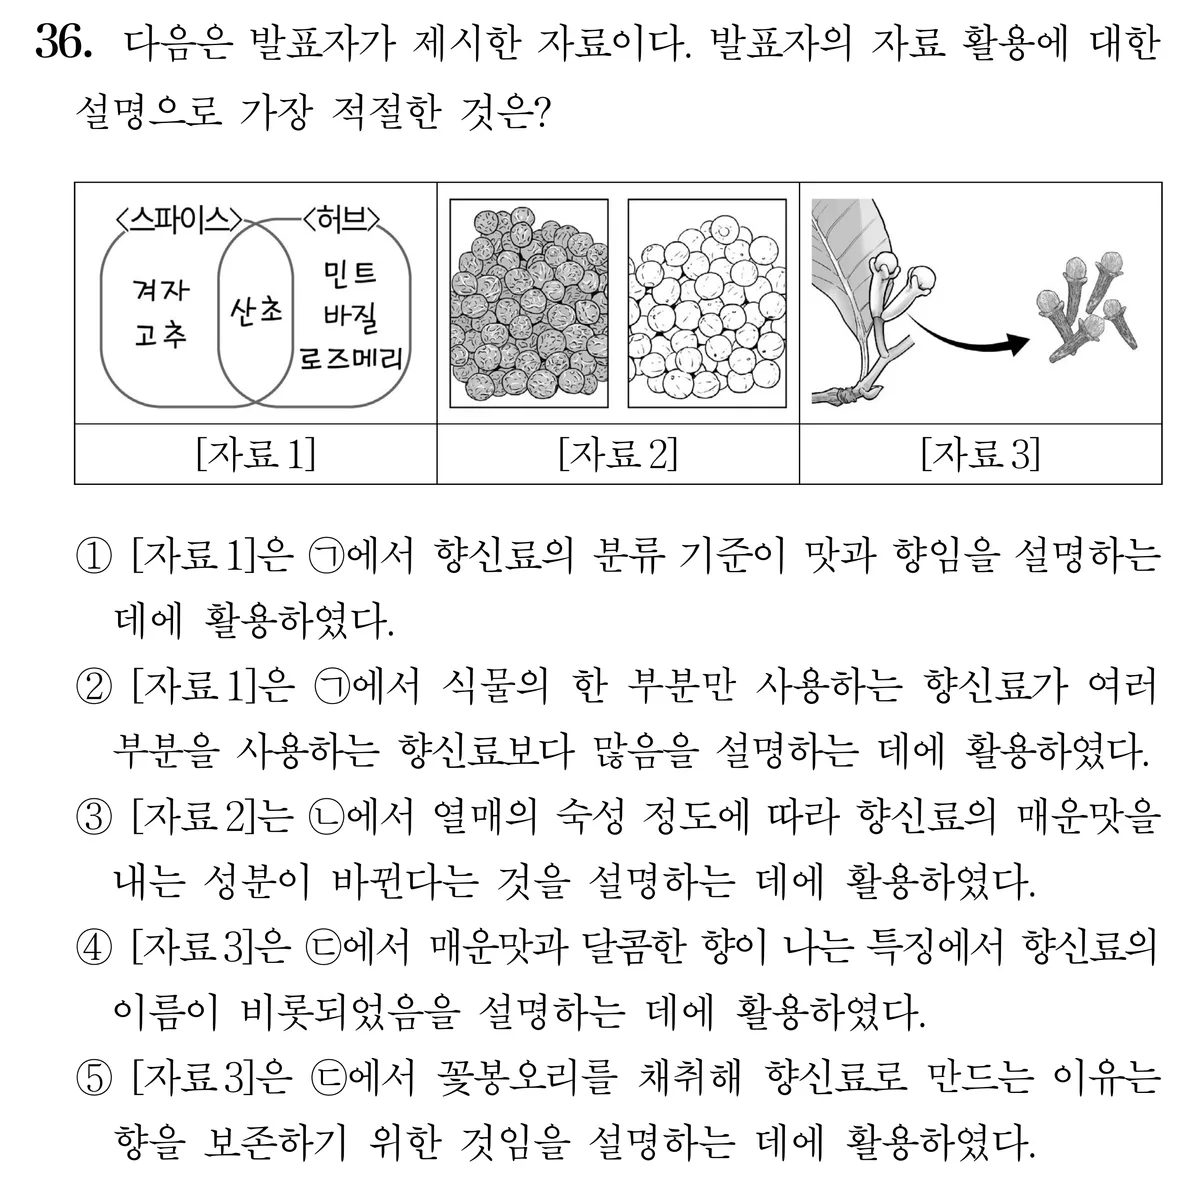 36. 다음은 발표자가 제시한 자료이다. 발표자의 자료 활용에 대한
설명으로 가장 적절한 것은?
<스파이스> <허브>
겨자
고추
산초
민트
바질
로즈메리
[자료 1] [자료 2] [자료 3]
① [자료 1]은 ㉠에서 향신료의 분류 기준이 맛과 향임을 설명하는
데에 활용하였다.
② [자료 1]은 ㉠에서 식물의 한 부분만 사용하는 향신료가 여러
부분을 사용하는 향신료보다 많음을 설명하는 데에 활용하였다.
③ [자료 2]는 ㉡에서 열매의 숙성 정도에 따라 향신료의 매운맛을
내는 성분이 바뀐다는 것을 설명하는 데에 활용하였다.
④ [자료 3]은 ㉢에서 매운맛과 달콤한 향이 나는 특징에서 향신료의
이름이 비롯되었음을 설명하는 데에 활용하였다.
⑤ [자료 3]은 ㉢에서 꽃봉오리를 채취해 향신료로 만드는 이유는
향을 보존하기 위한 것임을 설명하는 데에 활용하였다.